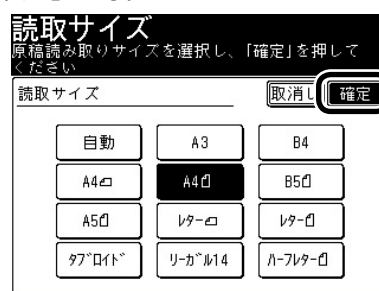 読取サイズ
原稿読み取りサイズを選択し、「確定」を押して
ください
読取サイズ 取消し 確定
自動 A3 B4
A4 A4 B5
A5 レター レター
タブロイド リーガル14 ハーフレター